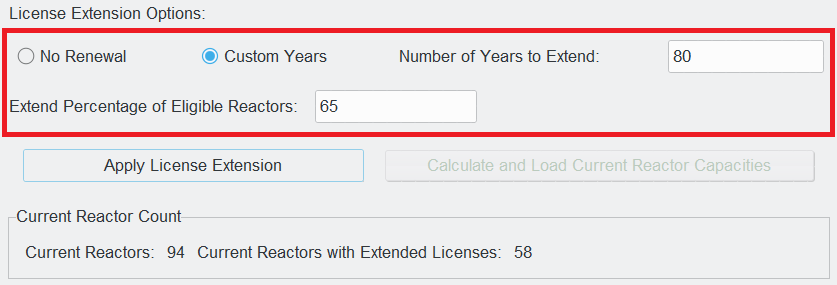 License Extension Options:
No Renewal Custom Years Number of Years to Extend: 80
Extend Percentage of Eligible Reactors: 65
Apply License Extension Calculate and Load Current Reactor Capacities
Current Reactor Count
Current Reactors: 94 Current Reactors with Extended Licenses: 58